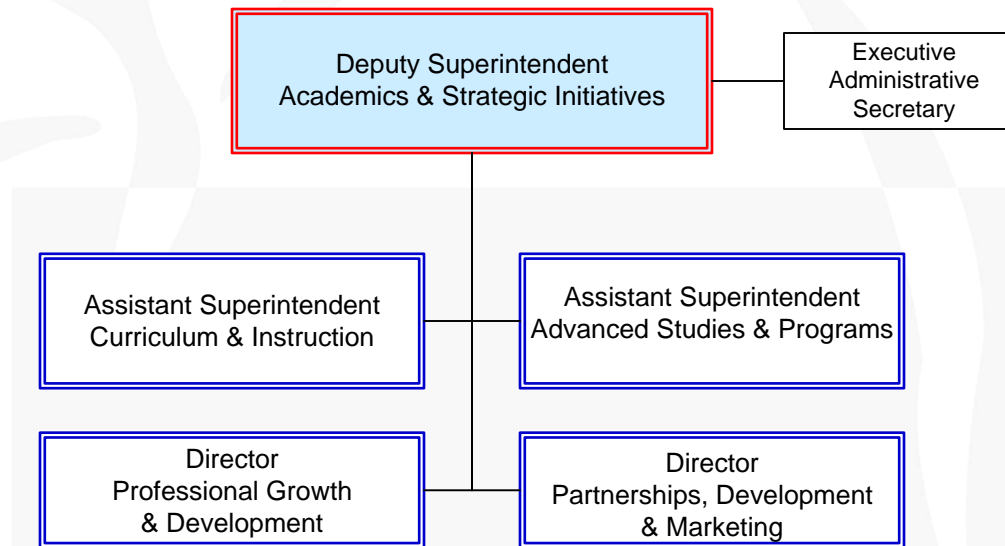 Deputy Superintendent
Academics & Strategic Initiatives
Executive
Administrative
Secretary
Assistant Superintendent
Curriculum & Instruction
Assistant Superintendent
Advanced Studies & Programs
Director
Professional Growth
& Development
Director
Partnerships, Development
& Marketing